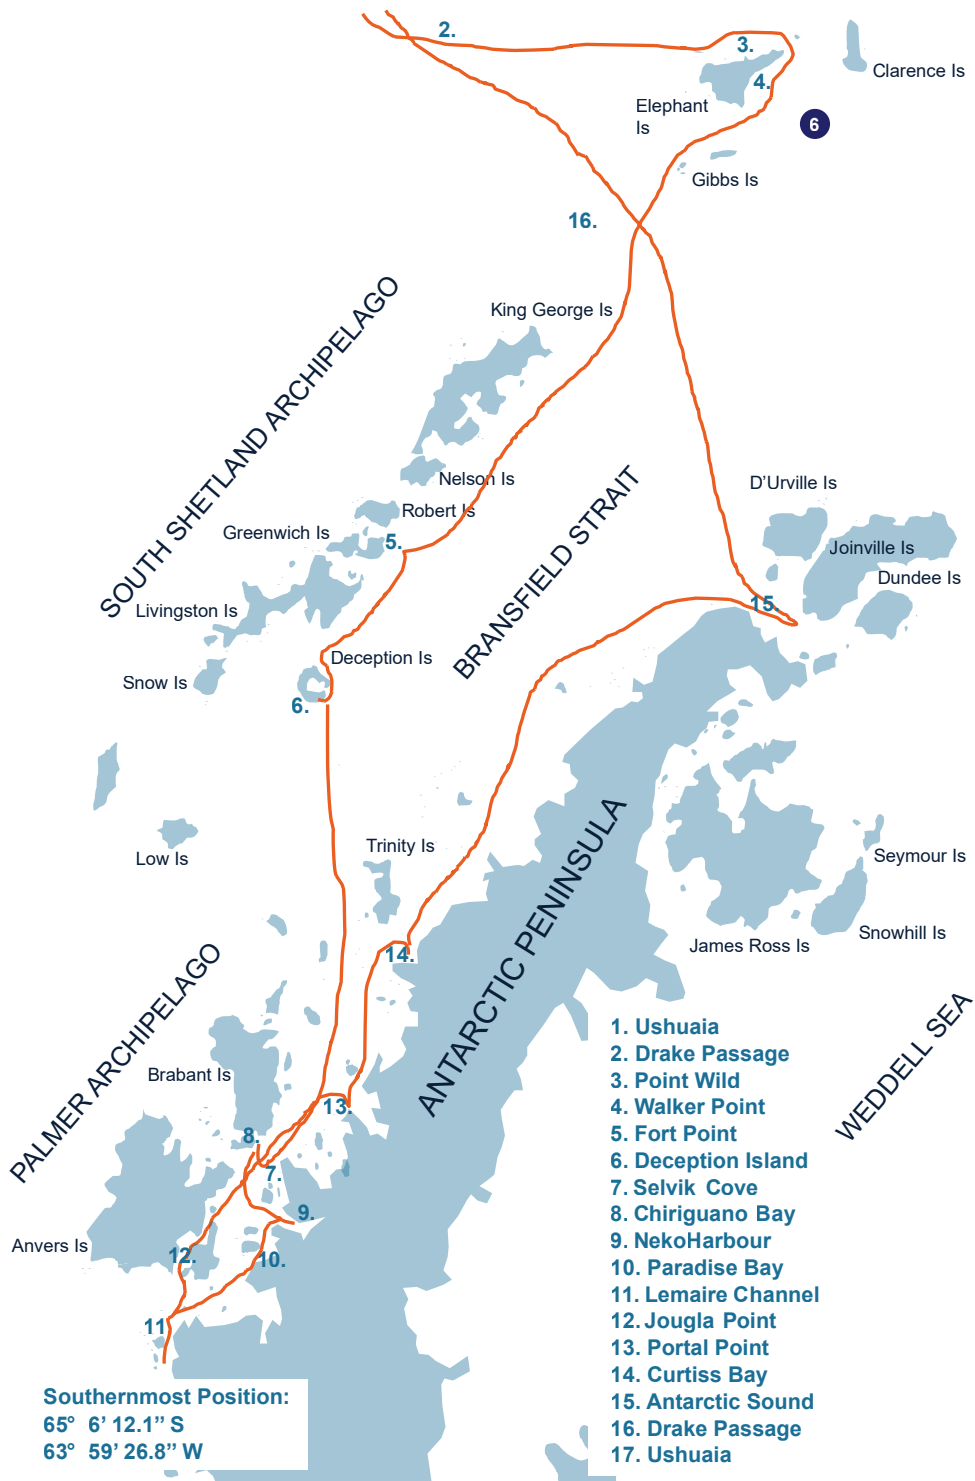 2.
3.
Clarence Is
4.
Elephant
Is
6
Gibbs Is
16.
King George Is
SOUTH SHETLAND ARCHIPELAGO
Nelson Is
D'Urville Is
Robert Is
Greenwich Is
5.
BRANSFIELD STRAIT
Joinville Is
Dundee Is
Livingston Is
15.
Deception Is
Snow Is
6.
Trinity Is
Low Is
ANTARCTIC PENINSULA
Seymour Is
Snowhill Is
James Ross Is
14.
PALMER ARCHIPELAGO
WEDDELL SEA
Brabant Is
13.
8.
7.
9.
Anvers Is
12.
10.
11
1. Ushuaia
2. Drake Passage
3. Point Wild
4. Walker Point
5. Fort Point
6. Deception Island
7. Selvik Cove
8. Chiriguano Bay
9. NekoHarbour
10. Paradise Bay
11. Lemaire Channel
12. Jougla Point
13. Portal Point
14. Curtiss Bay
15. Antarctic Sound
16. Drake Passage
17. Ushuaia
Southernmost Position:
65° 6’ 12.1” S
63° 59’ 26.8” W